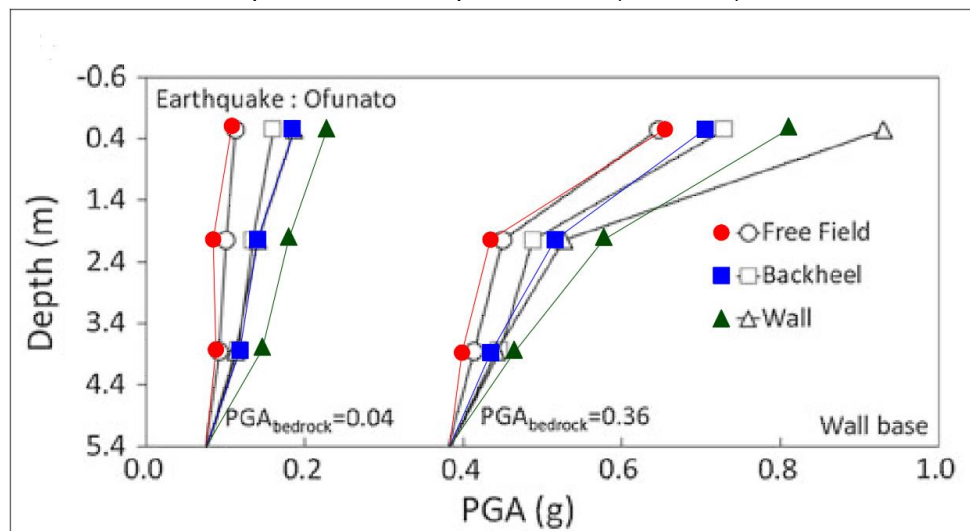 -0.6
Earthquake : Ofunato
0.4
1.4
2.4
3.4
4.4
5.4
Depth (m)
Free Field
Backheel
Wall
PGAbedrock=0.04
PGAbedrock=0.36
Wall base
0.0 0.2 0.4 0.6 0.8 1.0
PGA (g)